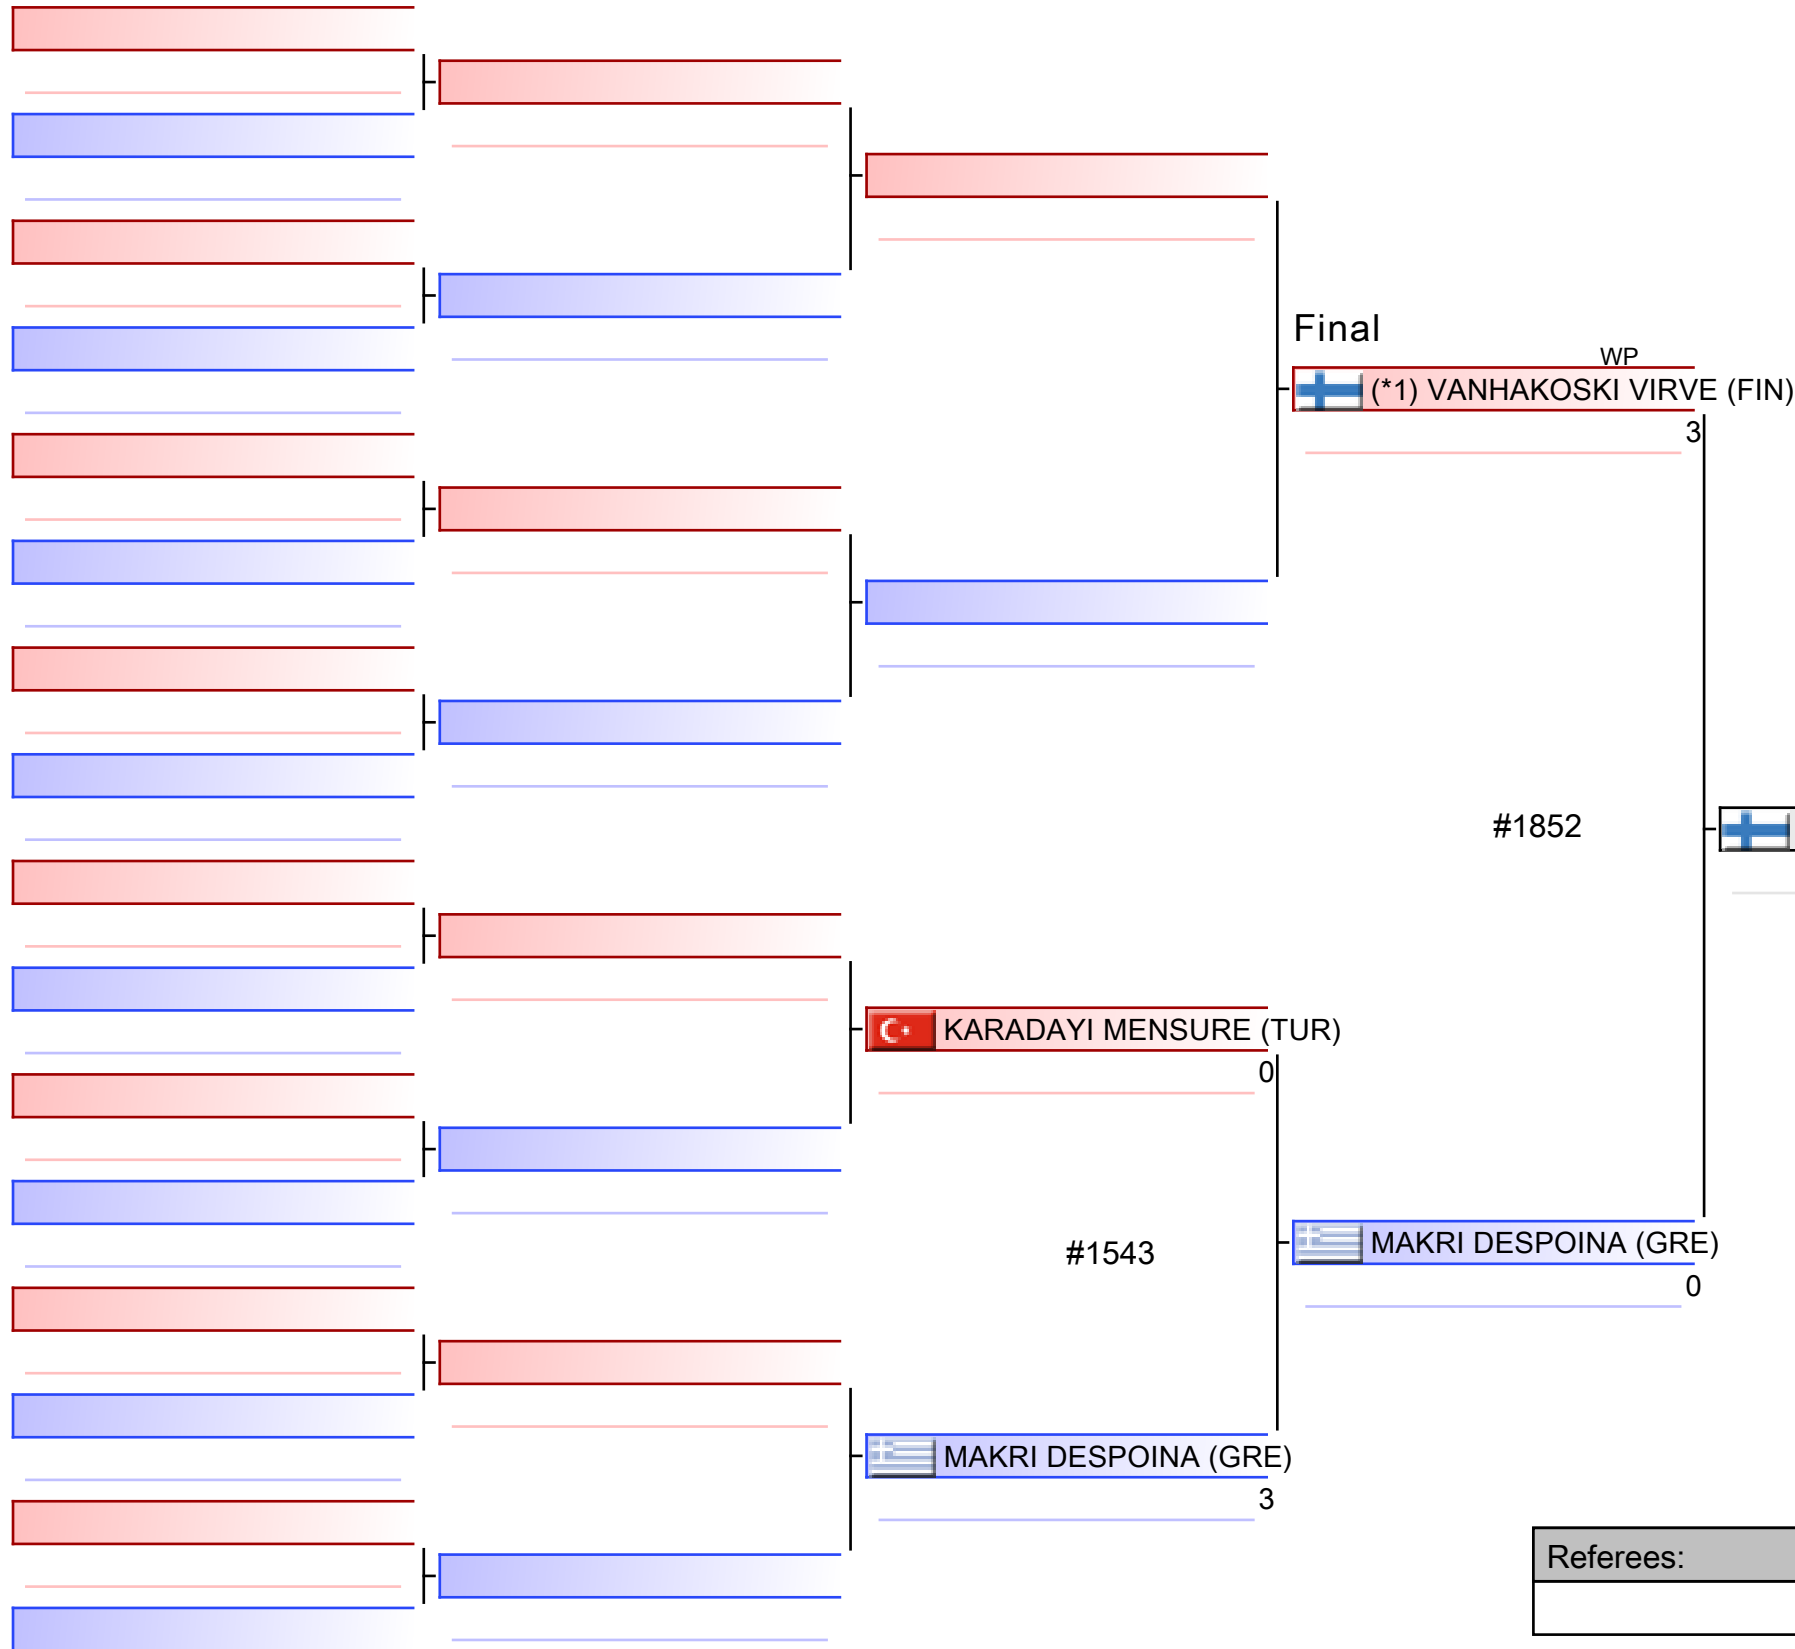 Final
WP
(*1) VANHAKOSKI VIRVE (FIN)
3
#1852
KARADAYI MENSURE (TUR)
0
#1543
MAKRI DESPOINA (GRE)
0
MAKRI DESPOINA (GRE)
3
Referees: